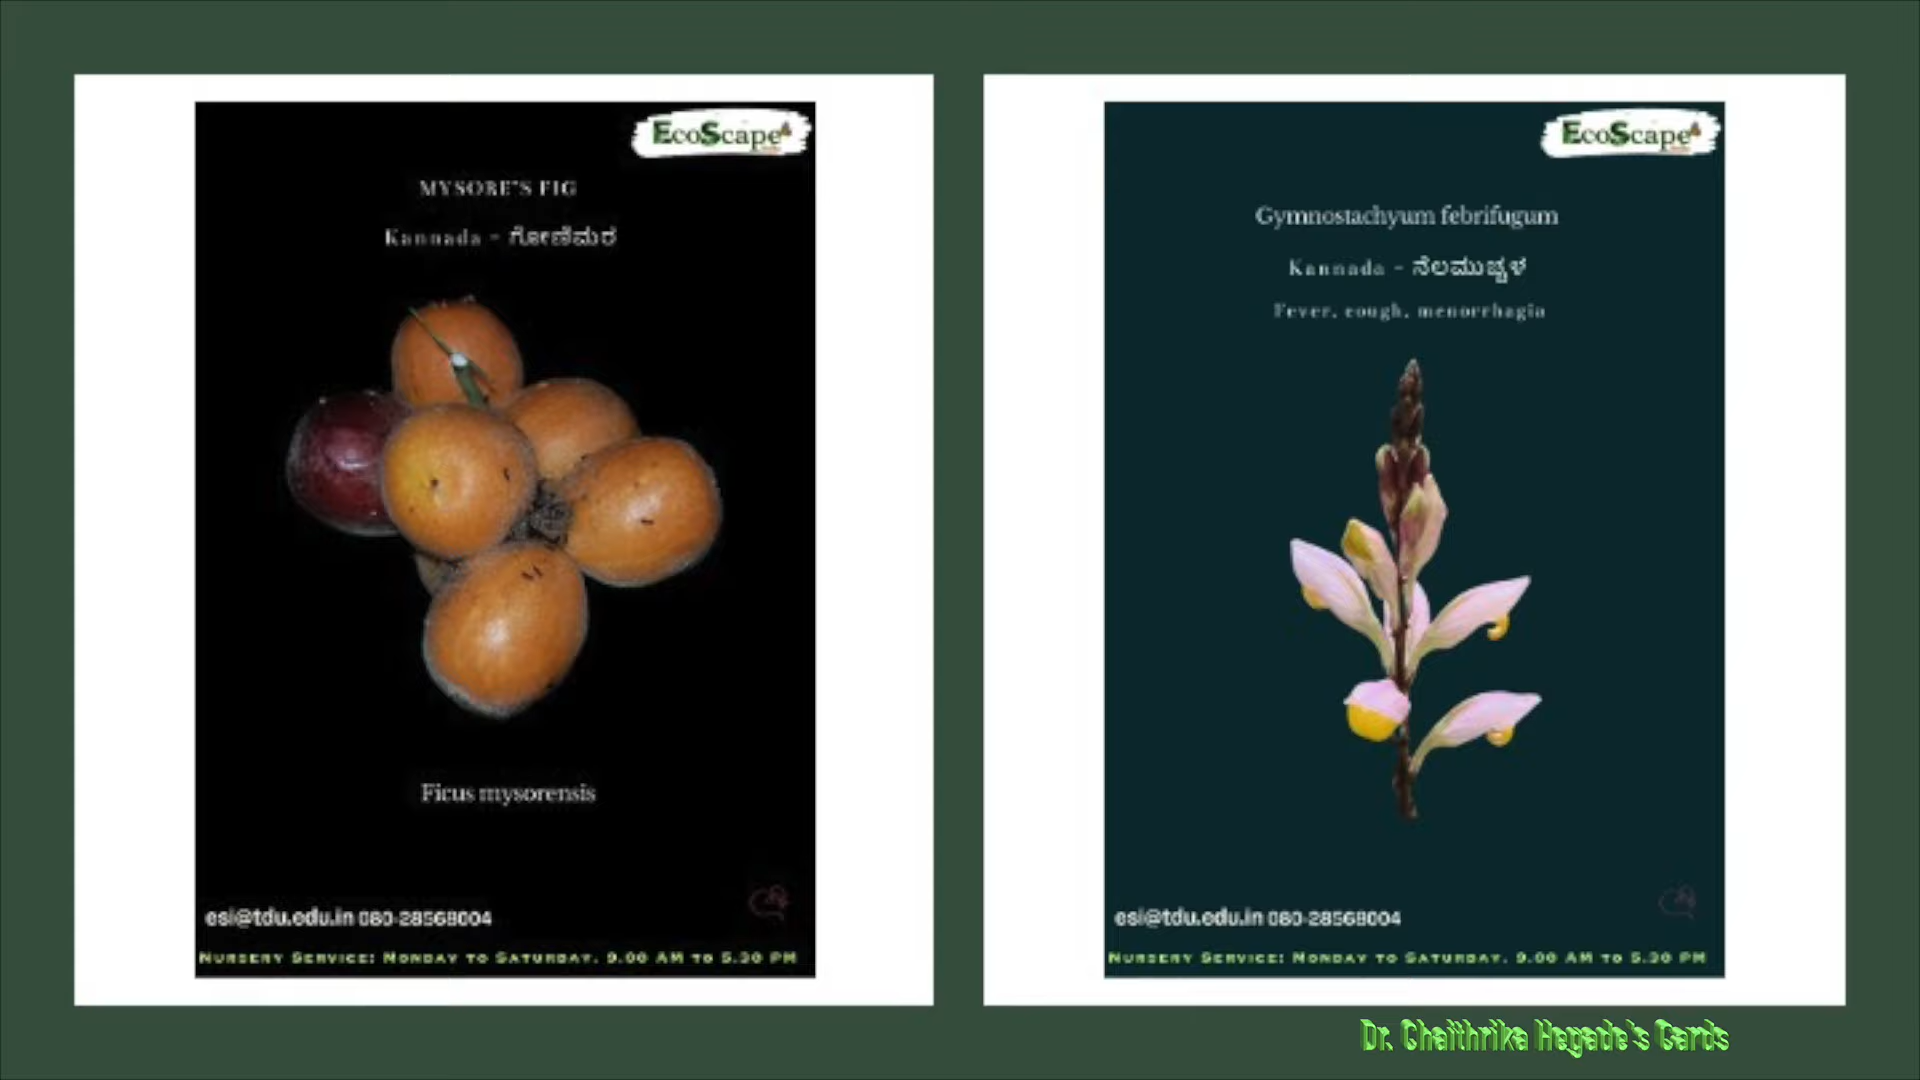 EcoScape
MYSORE'S FIG
Kannada - ಗೋಣಿಮರ
Ficus mysorensis
esi@tdu.edu.in 080-28568004
NURSERY SERVICE: MONDAY TO SATURDAY, 9.00 AM TO 5.30 PM
EcoScape
Gymnostachyum febrifugum
Kannada - ನೆಲಮುಚ್ಚಳ
Fever, cough, menorrhagia
esi@tdu.edu.in 080-28568004
NURSERY SERVICE: MONDAY TO SATURDAY, 9.00 AM TO 5.30 PM
Dr. Chaithrika Hegade's Cards